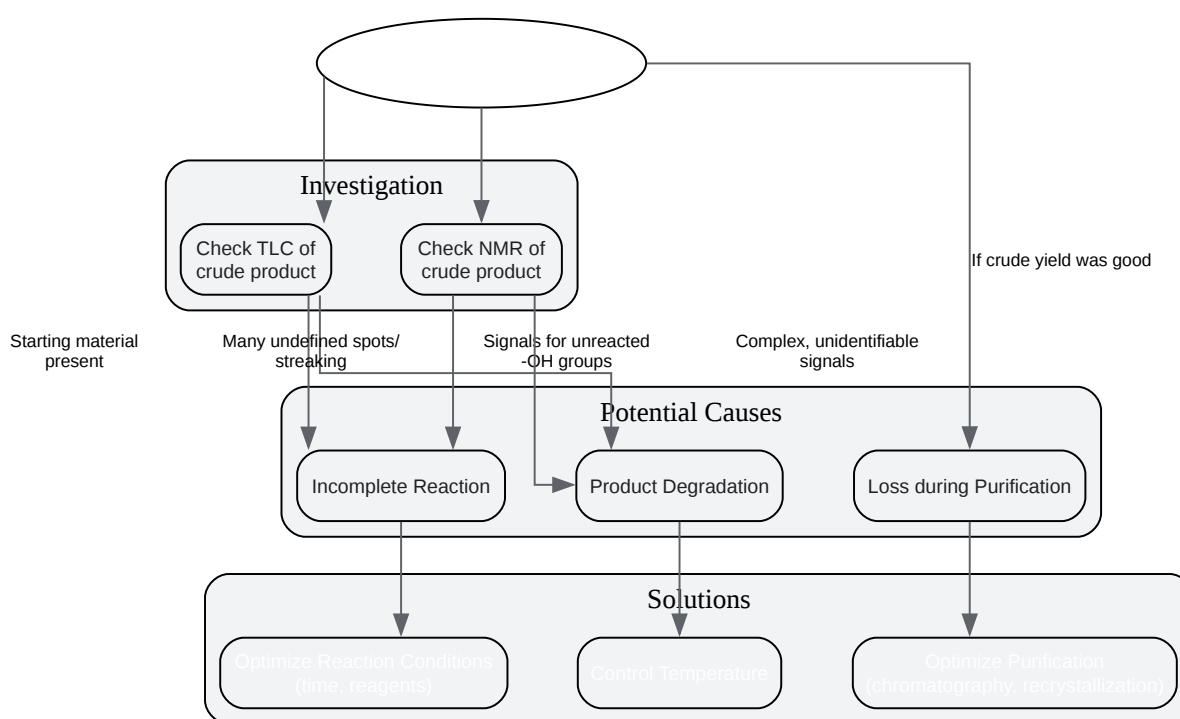 Investigation
Check TLC of
crude product
Check NMR of
crude product
If crude yield was good
Starting material
present
Many undefined spots/
streaking
Signals for unreacted
-OH groups
Complex, unidentifiable
signals
Potential Causes
Incomplete Reaction
Product Degradation
Loss during Purification
Solutions
Optimize Reaction Conditions
(time, reagents)
Control Temperature
Optimize Purification
(chromatography, recrystallization)